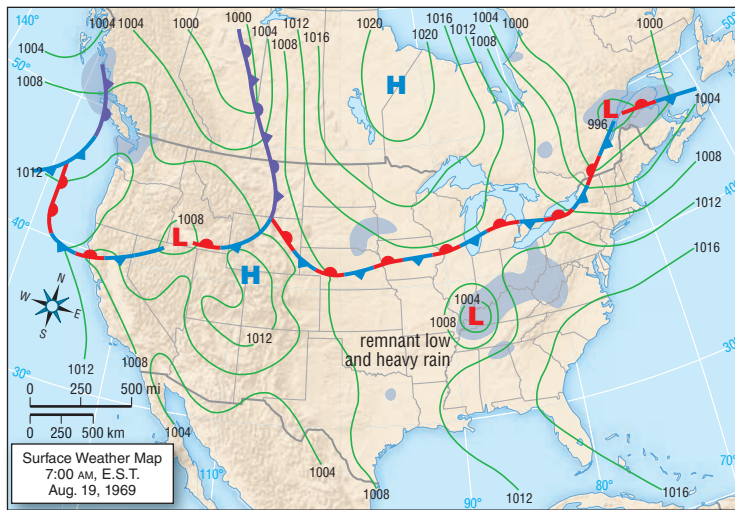 1004 1004 1000 1000 1012 1020 1016 1004 1000 1000
1004 1004 1008 1016 1020 1012 1008
50° 50°
1008
H
L
996
1004
1012
1008
40° 40°
1008
L
H
1012
1016
N
W E
S
1004
1008 L
1012
remnant low
and heavy rain
1012 1008
30° 30°
0 250 500 mi
0 250 500 km
1004
Surface Weather Map
7:00 AM, E.S.T.
Aug. 19, 1969
110°
1004
1008
90°
1012
80°
1016
70°